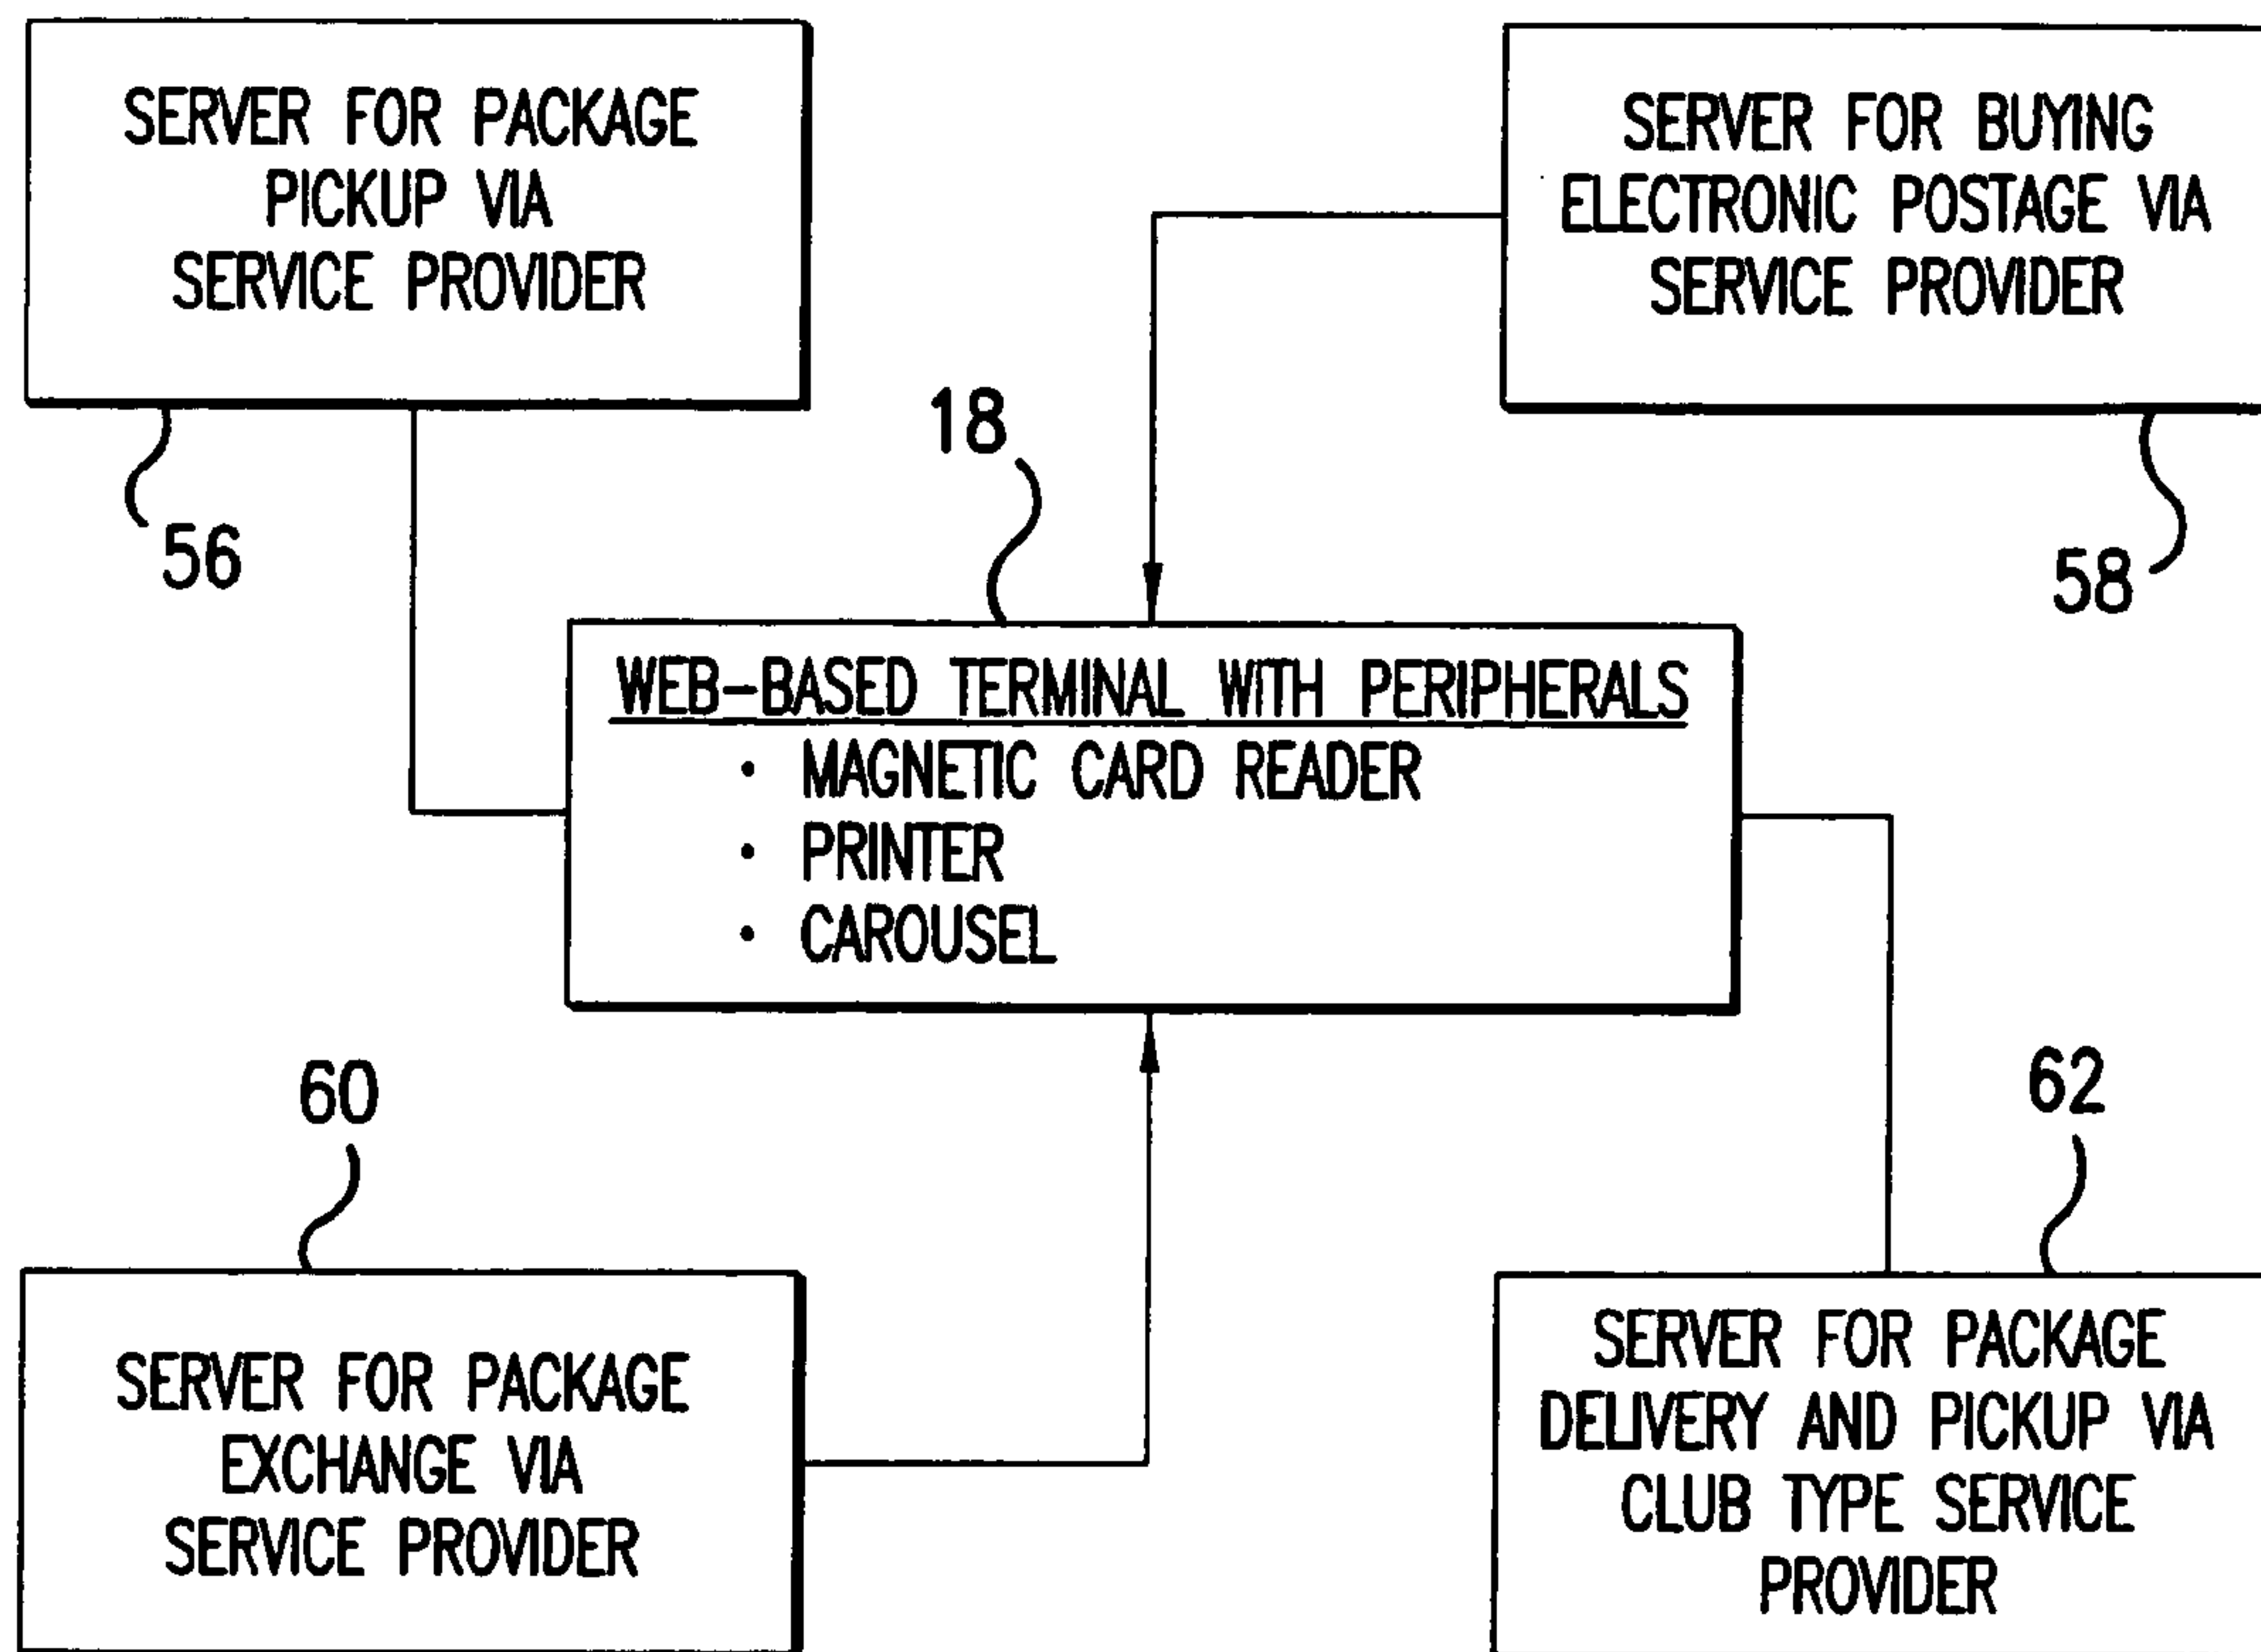 SERVER FOR PACKAGE
PICKUP VIA
SERVICE PROVIDER
56
SERVER FOR BUYING
ELECTRONIC POSTAGE VIA
SERVICE PROVIDER
58
18
WEB-BASED TERMINAL WITH PERIPHERALS
· MAGNETIC CARD READER
· PRINTER
· CAROUSEL
60
SERVER FOR PACKAGE
EXCHANGE VIA
SERVICE PROVIDER
62
SERVER FOR PACKAGE
DELIVERY AND PICKUP VIA
CLUB TYPE SERVICE
PROVIDER